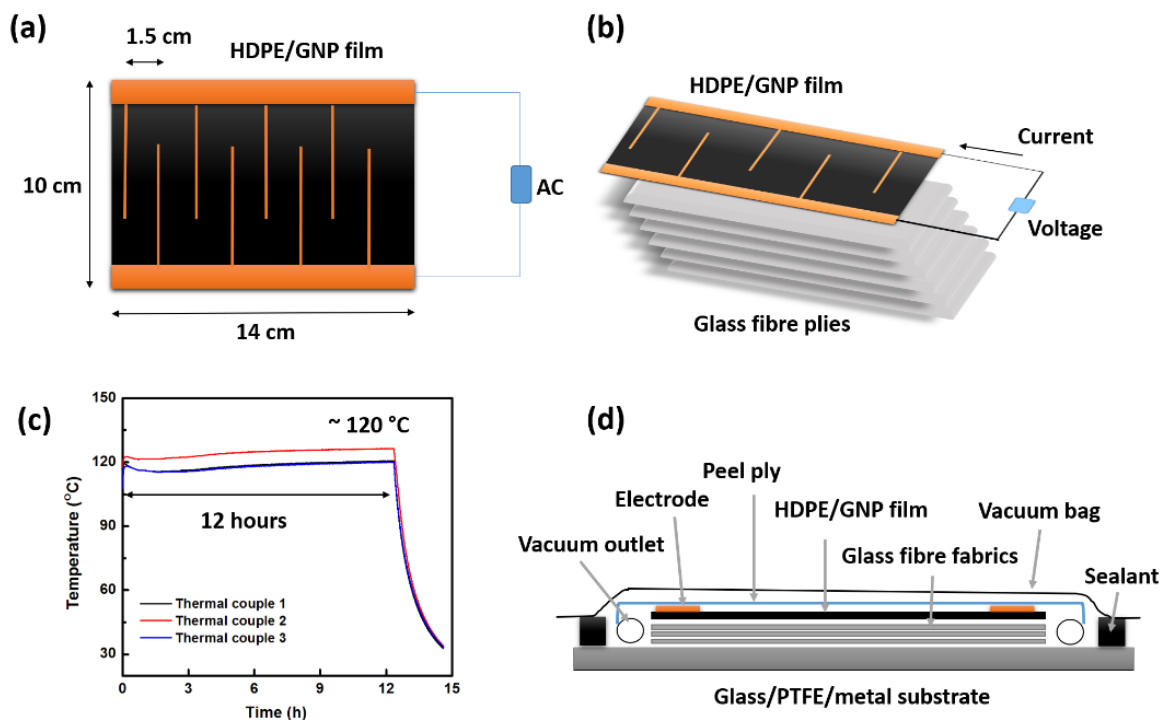 (a)
1.5 cm
HDPE/GNP film
10 cm
AC
14 cm
(b)
HDPE/GNP film
Current
Voltage
Glass fibre plies
(c)
150
120
90
60
30
Temperature (°C)
~ 120 °C
12 hours
Thermal couple 1
Thermal couple 2
Thermal couple 3
0 3 6 9 12 15
Time (h)
(d)
Peel ply
Electrode
HDPE/GNP film
Vacuum bag
Vacuum outlet
Glass fibre fabrics
Sealant
Glass/PTFE/metal substrate